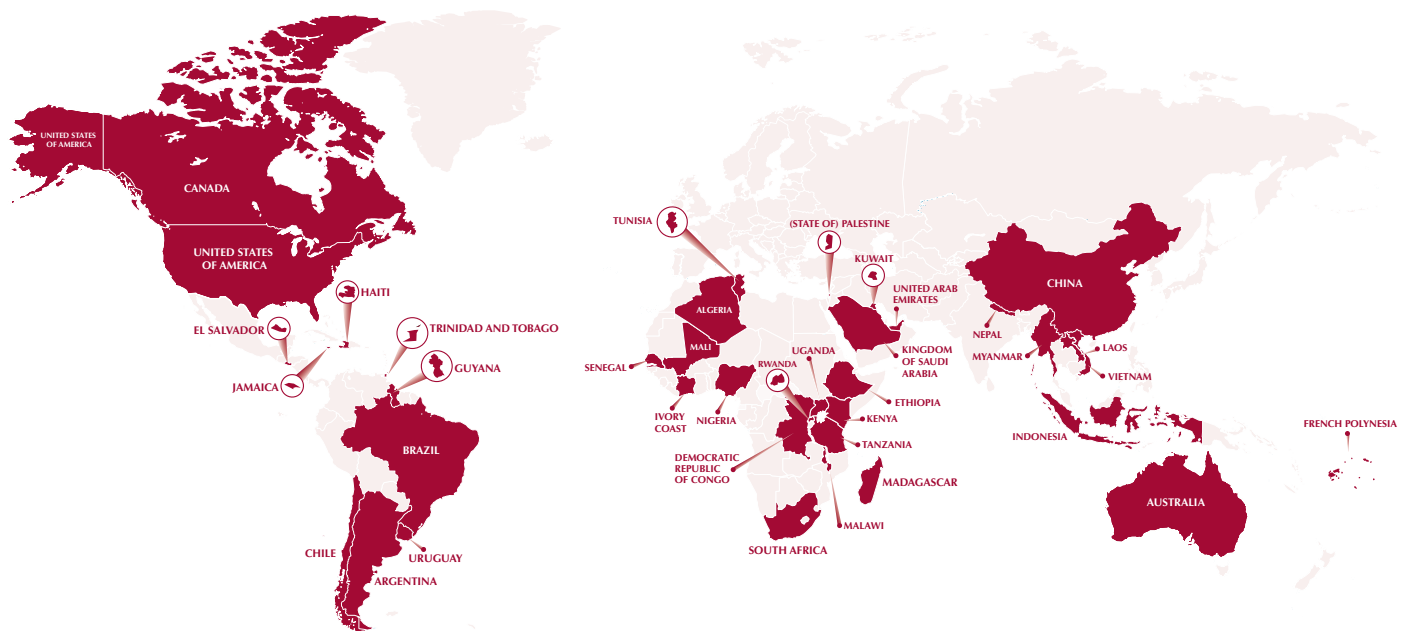 UNITED STATES
OF AMERICA
CANADA
UNITED STATES
OF AMERICA
HAITI
EL SALVADOR
TRINIDAD AND TOBAGO
JAMAICA
GUYANA
BRAZIL
CHILE
URUGUAY
ARGENTINA
TUNISIA
(STATE OF) PALESTINE
KUWAIT
UNITED ARAB
EMIRATES
ALGERIA
MALI
SENEGAL
UGANDA
RWANDA
KINGDOM
OF SAUDI
ARABIA
IVORY
COAST
NIGERIA
ETHIOPIA
KENYA
TANZANIA
DEMOCRATIC
REPUBLIC
OF CONGO
MADAGASCAR
MALAWI
SOUTH AFRICA
CHINA
NEPAL
MYANMAR
LAOS
VIETNAM
INDONESIA
FRENCH POLYNESIA
AUSTRALIA